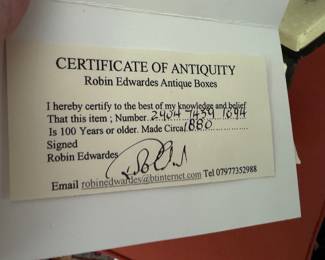 CERTIFICATE OF ANTIQUITY
Robin Edwardes Antique Boxes
I hereby certify to the best of my knowledge and belief
That this item ; Number. 2404 7439 1694
Is 100 Years or older. Made Circa 1880
Signed
Robin Edwardes
Email robinedwardes@btinternet.com Tel 07977352988